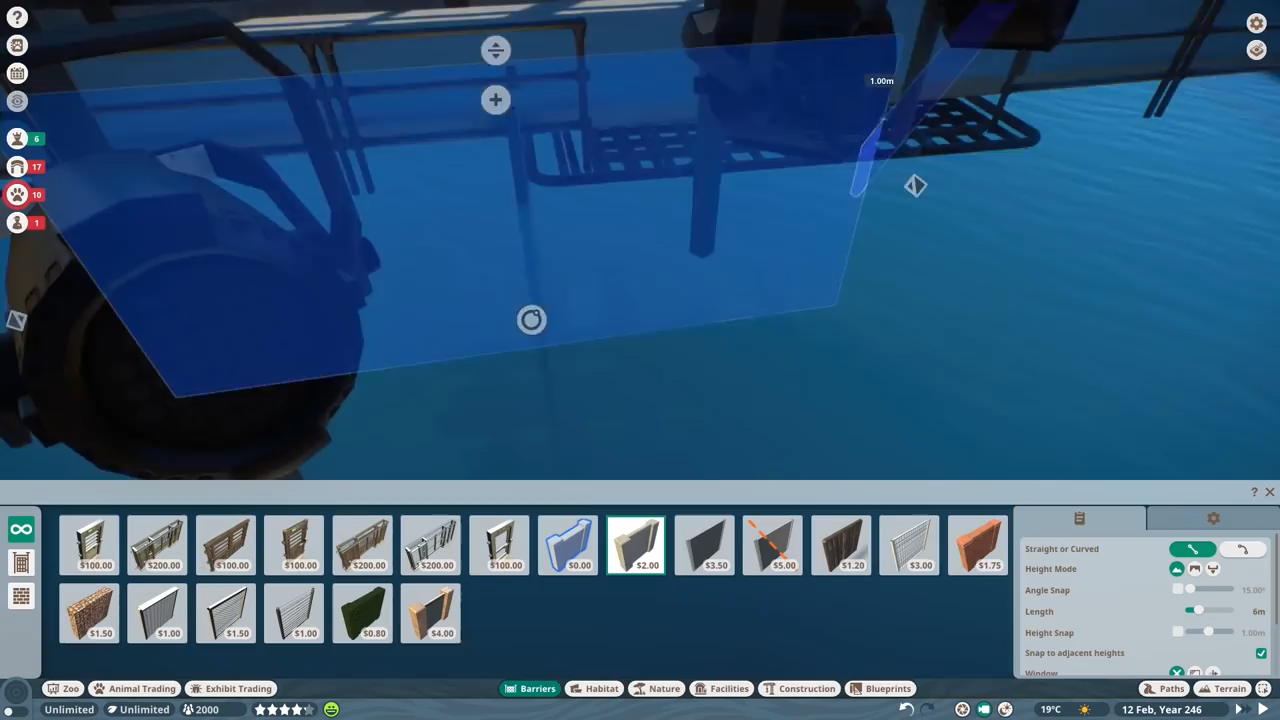 ?
6
17
10
1
1.00m
?
$100.00 $200.00 $100.00 $100.00 $200.00 $200.00 $100.00 $0.00 $2.00 $3.50 $5.00 $1.20 $3.00 $1.75
$1.50 $1.00 $1.50 $1.00 $0.80 $4.00
Straight or Curved
Height Mode
Angle Snap 15.00°
Length 6m
Height Snap 1.00m
Snap to adjacent heights
Window
Zoo Animal Trading Exhibit Trading Barriers Habitat Nature Facilities Construction Blueprints Paths Terrain
Unlimited Unlimited 2000 19°C 12 Feb, Year 246